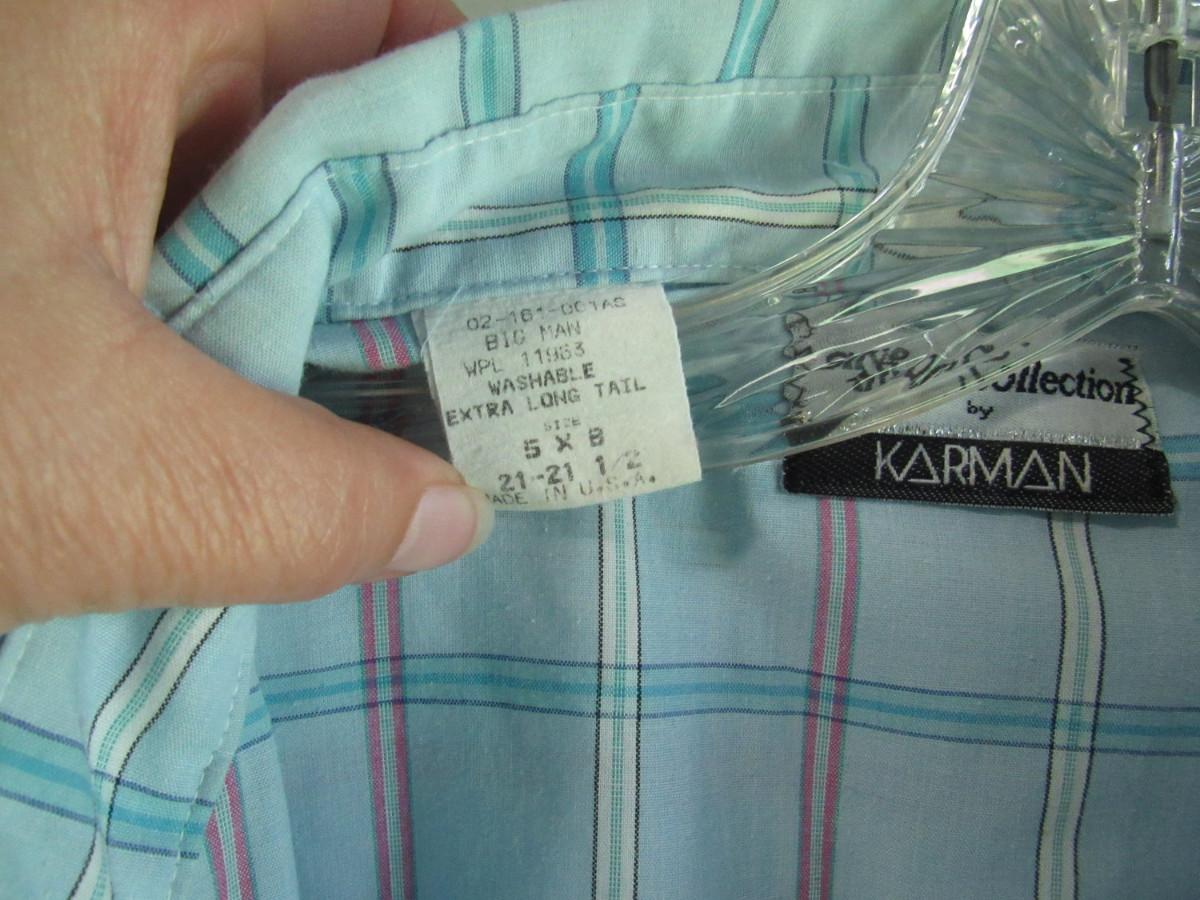 02-161-001AS
BIG MAN
WPL 11963
WASHABLE
EXTRA LONG TAIL
SIZE
5 X B
21-21 1/2
MADE IN U.S.A.
Collection
by
KARMAN